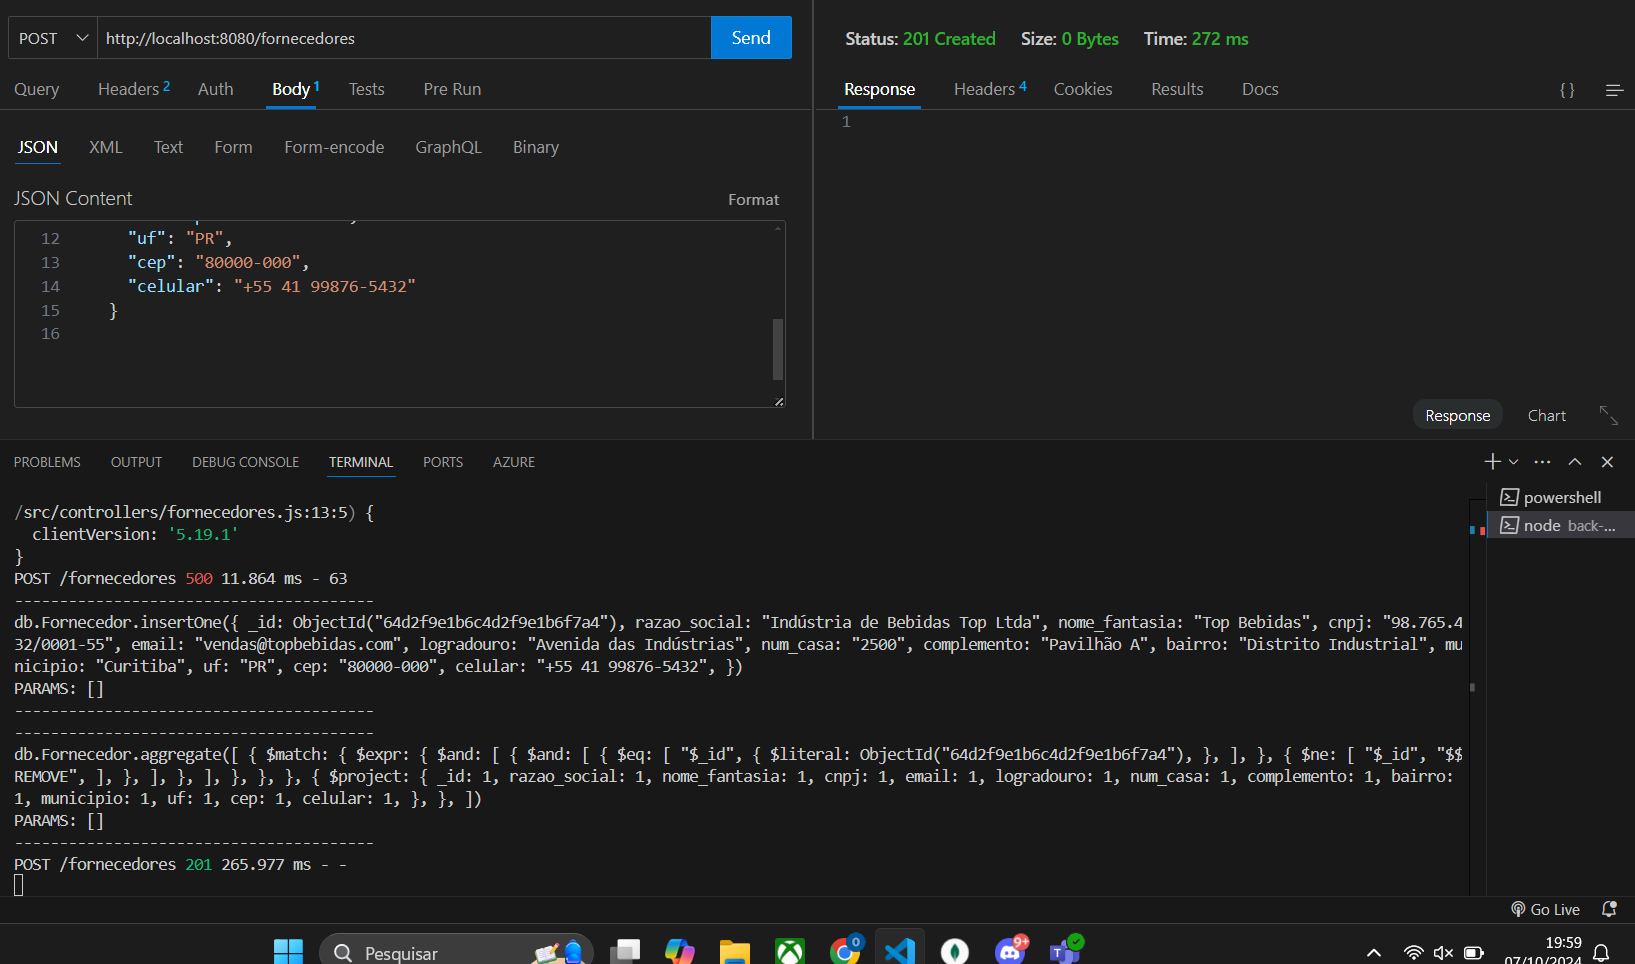 POST
http://localhost:8080/fornecedores
Send
Status: 201 Created Size: 0 Bytes Time: 272 ms
Query Headers 2 Auth Body 1 Tests Pre Run
Response Headers 4 Cookies Results Docs
{ }
1
JSON XML Text Form Form-encode GraphQL Binary
JSON Content
Format
12 "uf": "PR",
13 "cep": "80000-000",
14 "celular": "+55 41 99876-5432"
15 }
16
Response Chart
PROBLEMS OUTPUT DEBUG CONSOLE TERMINAL PORTS AZURE
powershell
node back-...
/src/controllers/fornecedores.js:13:5) {
clientVersion: '5.19.1'
}
POST /fornecedores 500 11.864 ms - 63
----------------------------------------
db.Fornecedor.insertOne({ _id: ObjectId("64d2f9e1b6c4d2f9e1b6f7a4"), razao_social: "Indústria de Bebidas Top Ltda", nome_fantasia: "Top Bebidas", cnpj: "98.765.4
32/0001-55", email: "vendas@topbebidas.com", logradouro: "Avenida das Indústrias", num_casa: "2500", complemento: "Pavilhão A", bairro: "Distrito Industrial", mu
nicipio: "Curitiba", uf: "PR", cep: "80000-000", celular: "+55 41 99876-5432", })
PARAMS: []
----------------------------------------
----------------------------------------
db.Fornecedor.aggregate([ { $match: { $expr: { $and: [ { $and: [ { $eq: [ "$_id", { $literal: ObjectId("64d2f9e1b6c4d2f9e1b6f7a4"), }, ], }, { $ne: [ "$_id", "$$
REMOVE", ], }, ], }, ], }, }, }, { $project: { _id: 1, razao_social: 1, nome_fantasia: 1, cnpj: 1, email: 1, logradouro: 1, num_casa: 1, complemento: 1, bairro:
1, municipio: 1, uf: 1, cep: 1, celular: 1, }, }, ])
PARAMS: []
----------------------------------------
POST /fornecedores 201 265.977 ms - -
Go Live
Pesquisar
0
9+
T
19:59
07/10/2024